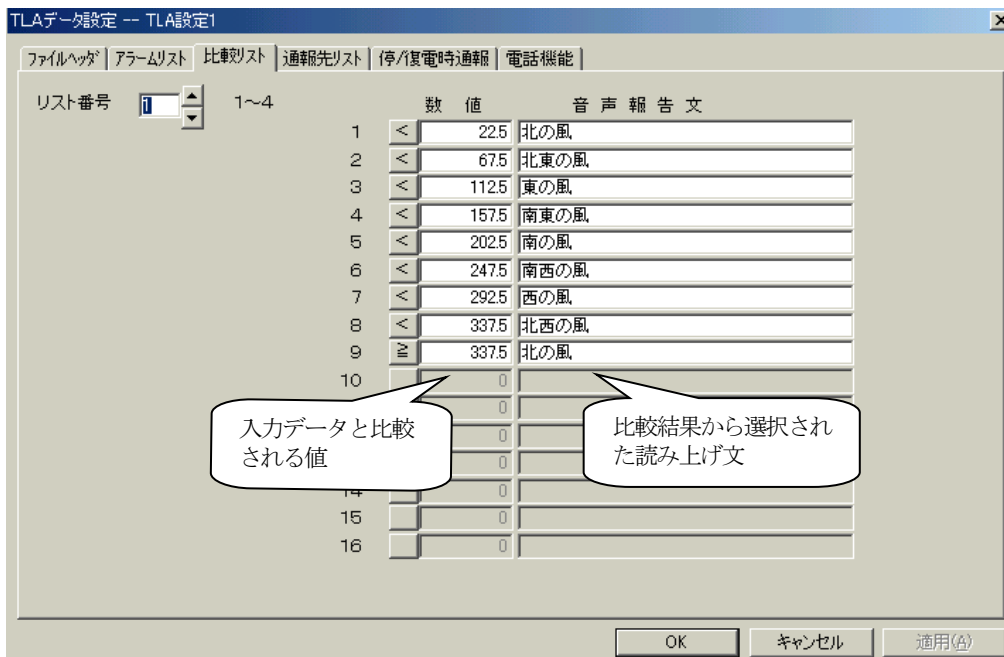 TLAデータ設定 -- TLA設定1
ファイルヘッダ アラームリスト 比較リスト 通報先リスト 停/復電時通報 電話機能
リスト番号 1 1～4
数 値 音 声 報 告 文
1 < 22.5 北の風
2 < 67.5 北東の風
3 < 112.5 東の風
4 < 157.5 南東の風
5 < 202.5 南の風
6 < 247.5 南西の風
7 < 292.5 西の風
8 < 337.5 北西の風
9 ≧ 337.5 北の風
10 0
0
0
0
14 0
15 0
16 0
入力データと比較
される値
比較結果から選択され
た読み上げ文
OK キャンセル 適用(A)